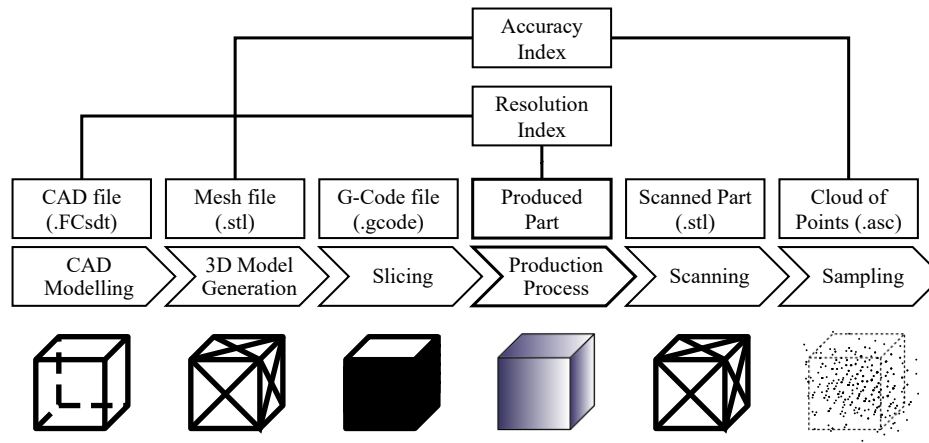 Accuracy
Index
Resolution
Index
CAD file
(.FCsdt)
Mesh file
(.stl)
G-Code file
(.gcode)
Produced
Part
Scanned Part
(.stl)
Cloud of
Points (.asc)
CAD
Modelling
3D Model
Generation
Slicing
Production
Process
Scanning
Sampling